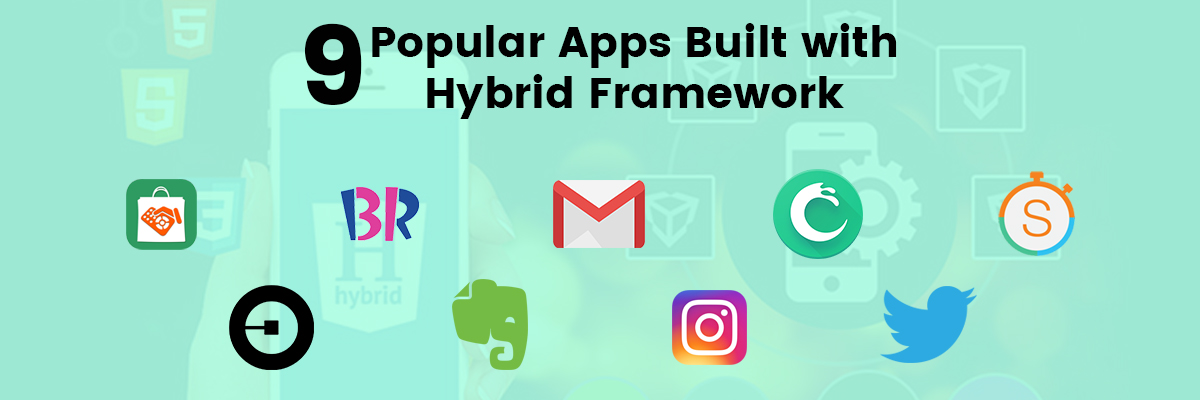 9 Popular Apps Built with
Hybrid Framework
BR
S
hybrid